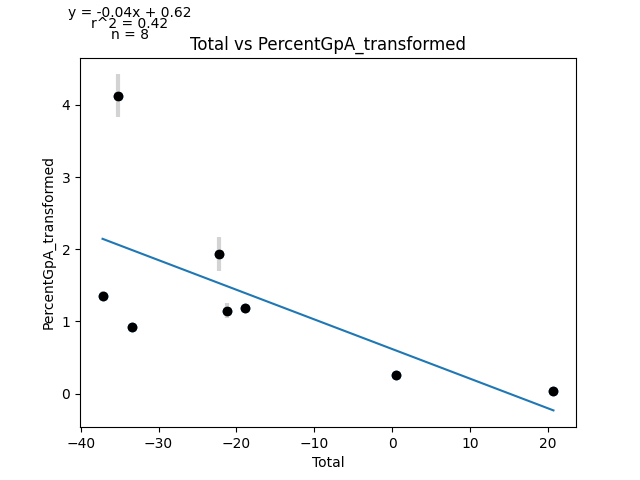 y = -0.04x + 0.62
r^2 = 0.42
n = 8
Total vs PercentGpA_transformed
PercentGpA_transformed
4
3
2
1
0
−40
−30
−20
−10
0
10
20
Total